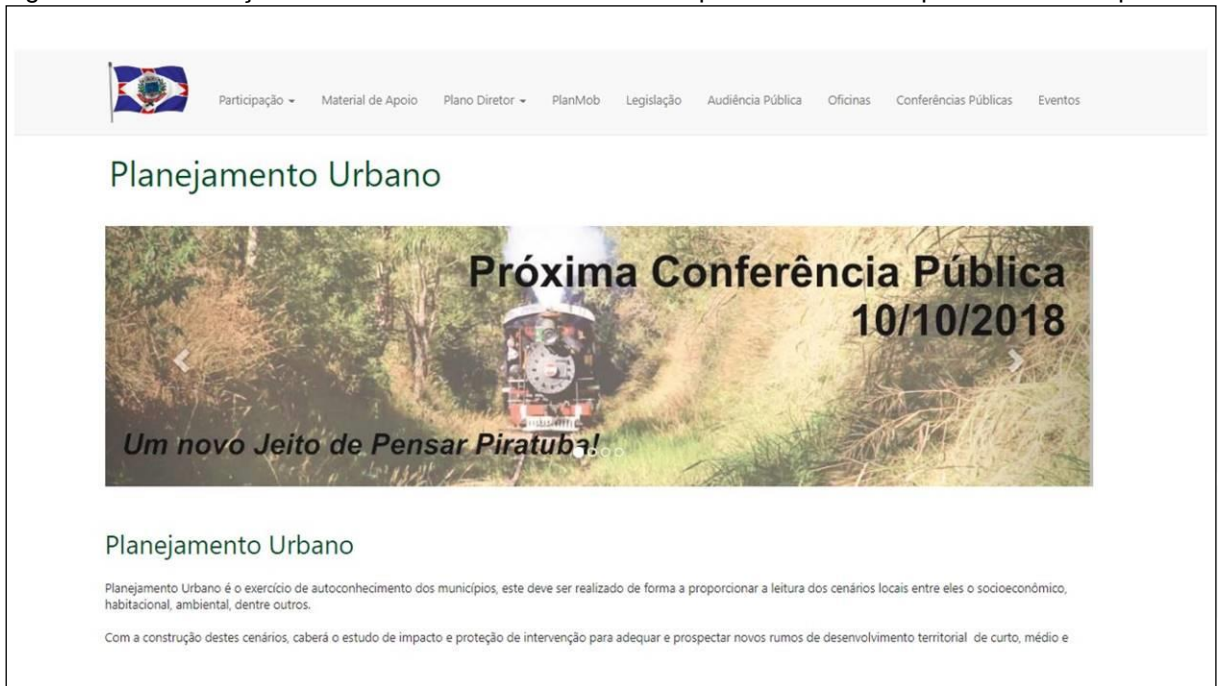 Participação
Material de Apoio
Plano Diretor
PlanMob
Legislação
Audiência Pública
Oficinas
Conferências Públicas
Eventos
Planejamento Urbano
Próxima Conferência Pública
10/10/2018
Um novo Jeito de Pensar Piratuba!
Planejamento Urbano
Planejamento Urbano é o exercício de autoconhecimento dos municípios, este deve ser realizado de forma a proporcionar a leitura dos cenários locais entre eles o socioeconômico,
habitacional, ambiental, dentre outros.
Com a construção destes cenários, caberá o estudo de impacto e proteção de intervenção para adequar e prospectar novos rumos de desenvolvimento territorial de curto, médio e